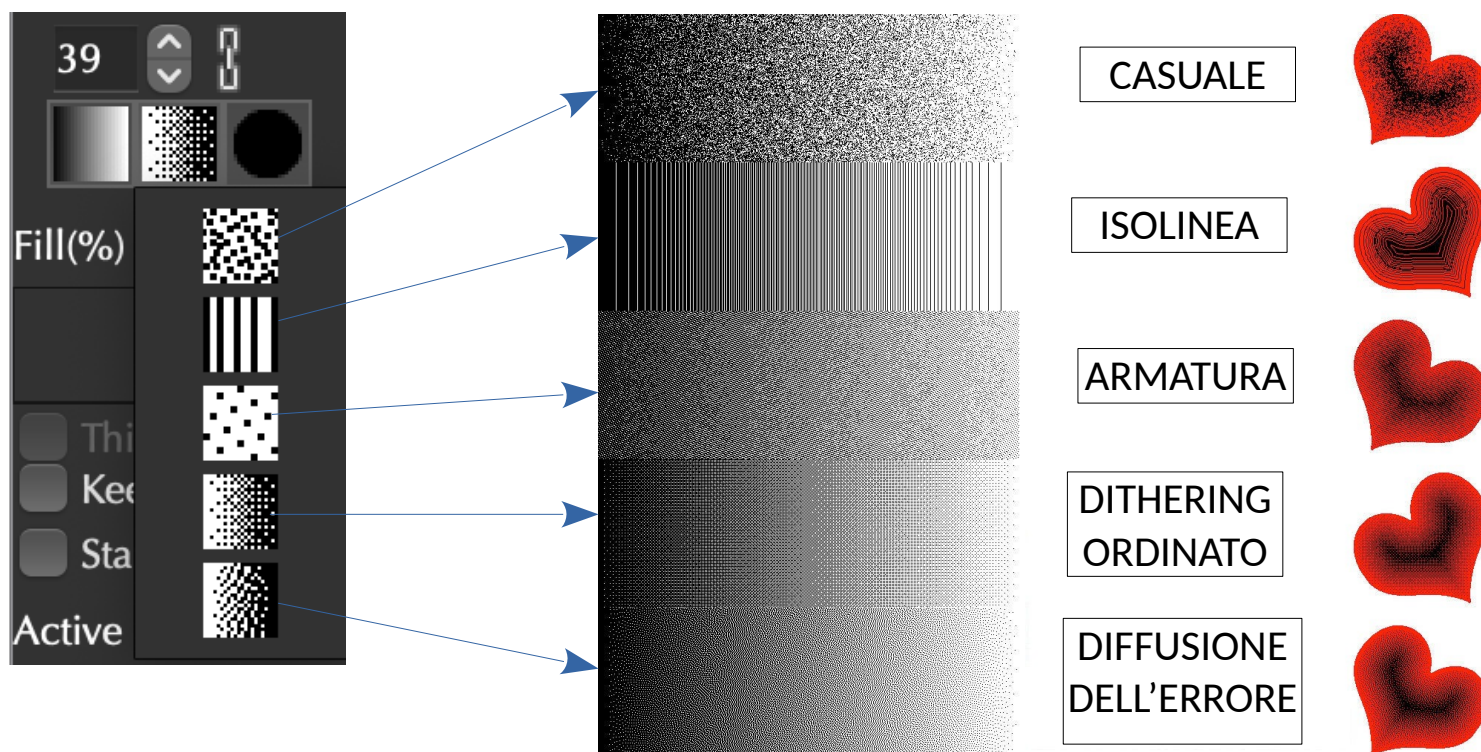 39
Fill(%)
Thi
Kee
Sta
Active
CASUALE
ISOLINEA
ARMATURA
DITHERING
ORDINATO
DIFFUSIONE
DELL’ERRORE